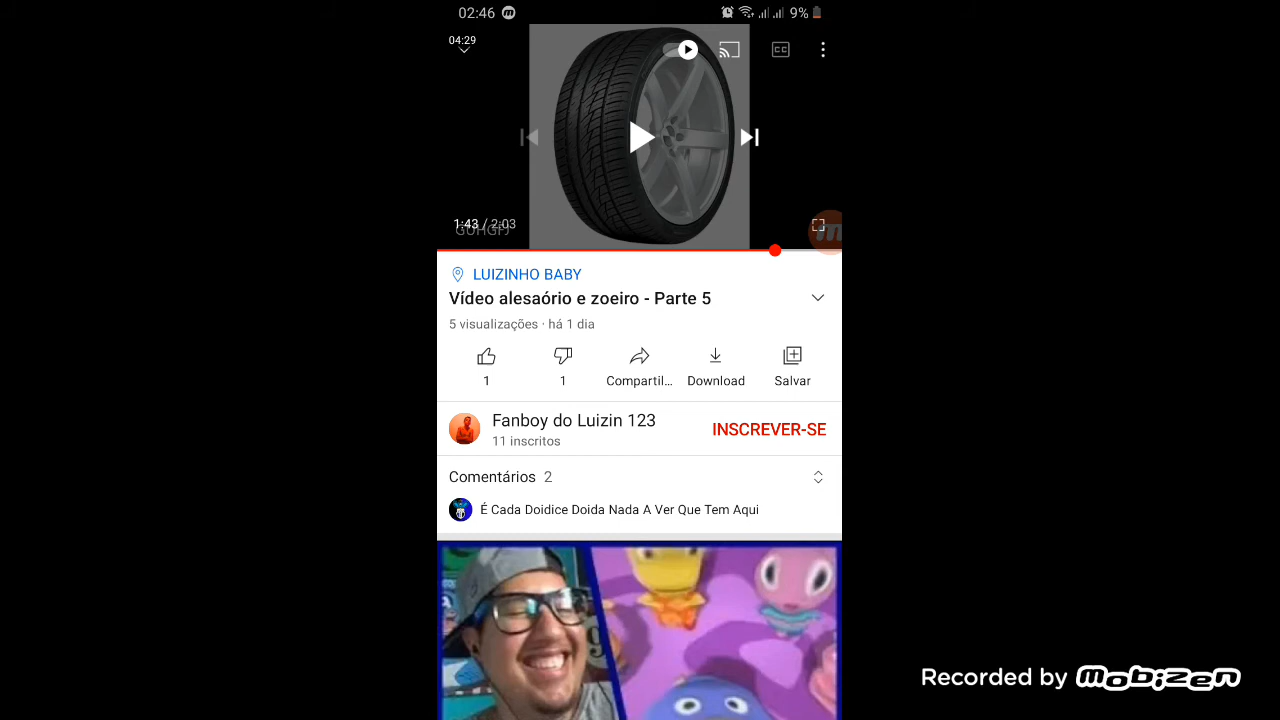 02:46
9%
04:29
CC
1:43 / 2:03
GUHGFJ
LUIZINHO BABY
Vídeo alesaório e zoeiro - Parte 5
5 visualizações · há 1 dia
1
1
Compartil...
Download
Salvar
Fanboy do Luizin 123
INSCREVER-SE
11 inscritos
Comentários 2
É Cada Doidice Doida Nada A Ver Que Tem Aqui
Recorded by mobizen